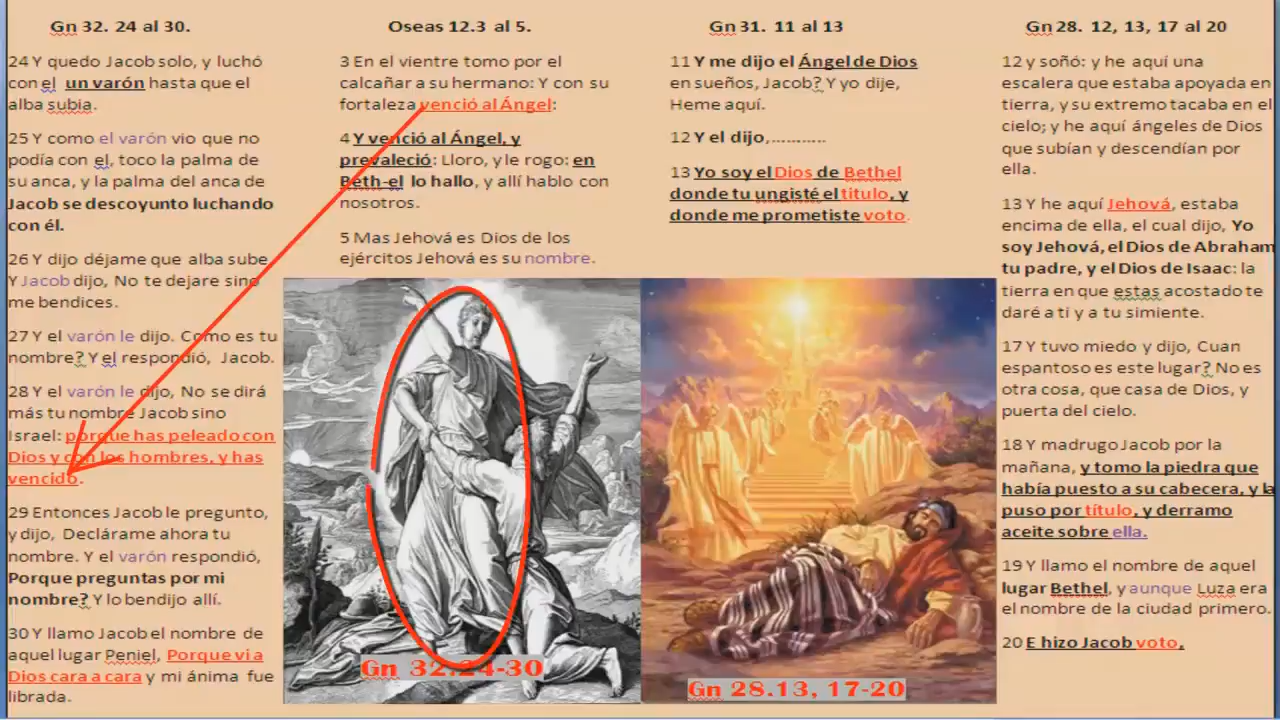 Gn 32. 24 al 30.
24 Y quedo Jacob solo, y luchó
con el un varón hasta que el
alba subia.
25 Y como el varón vio que no
podía con el, toco la palma de
su anca, y la palma del anca de
Jacob se descoyunto luchando
con él.
26 Y dijo déjame que alba sube
Y Jacob dijo, No te dejare sino
me bendices.
27 Y el varón le dijo. Como es tu
nombre? Y el respondió, Jacob.
28 Y el varón le dijo, No se dirá
más tu nombre Jacob sino
Israel: porque has peleado con
Dios y con los hombres, y has
vencido.
29 Entonces Jacob le pregunto,
y dijo, Declárame ahora tu
nombre. Y el varón respondió,
Porque preguntas por mi
nombre? Y lo bendijo allí.
30 Y llamo Jacob el nombre de
aquel lugar Peniel, Porque vi a
Dios cara a cara y mi ánima fue
librada.
Oseas 12.3 al 5.
3 En el vientre tomo por el
calcañar a su hermano: Y con su
fortaleza venció al Ángel:
4 Y venció al Ángel, y
prevaleció: Lloro, y le rogo: en
Beth-el lo hallo, y allí hablo con
nosotros.
5 Mas Jehová es Dios de los
ejércitos Jehová es su nombre.
Gn 31. 11 al 13
11 Y me dijo el Ángel de Dios
en sueños, Jacob? Y yo dije,
Heme aquí.
12 Y el dijo,...........
13 Yo soy el Dios de Bethel
donde tu ungisté el titulo, y
donde me prometiste voto.
Gn 32.24-30
Gn 28.13, 17-20
Gn 28. 12, 13, 17 al 20
12 y soñó: y he aquí una
escalera que estaba apoyada en
tierra, y su extremo tacaba en el
cielo; y he aquí ángeles de Dios
que subían y descendían por
ella.
13 Y he aquí Jehová, estaba
encima de ella, el cual dijo, Yo
soy Jehová, el Dios de Abraham
tu padre, y el Dios de Isaac: la
tierra en que estas acostado te
daré a ti y a tu simiente.
17 Y tuvo miedo y dijo, Cuan
espantoso es este lugar? No es
otra cosa, que casa de Dios, y
puerta del cielo.
18 Y madrugo Jacob por la
mañana, y tomo la piedra que
había puesto a su cabecera, y la
puso por título, y derramo
aceite sobre ella.
19 Y llamo el nombre de aquel
lugar Bethel, y aunque Luza era
el nombre de la ciudad primero.
20 E hizo Jacob voto,